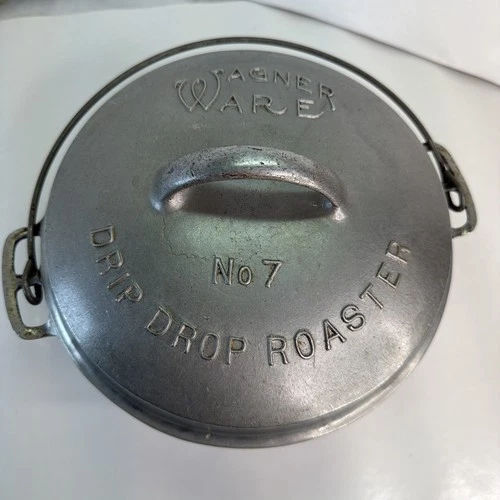 WAGNER
WARE
No 7
DRIP DROP ROASTER